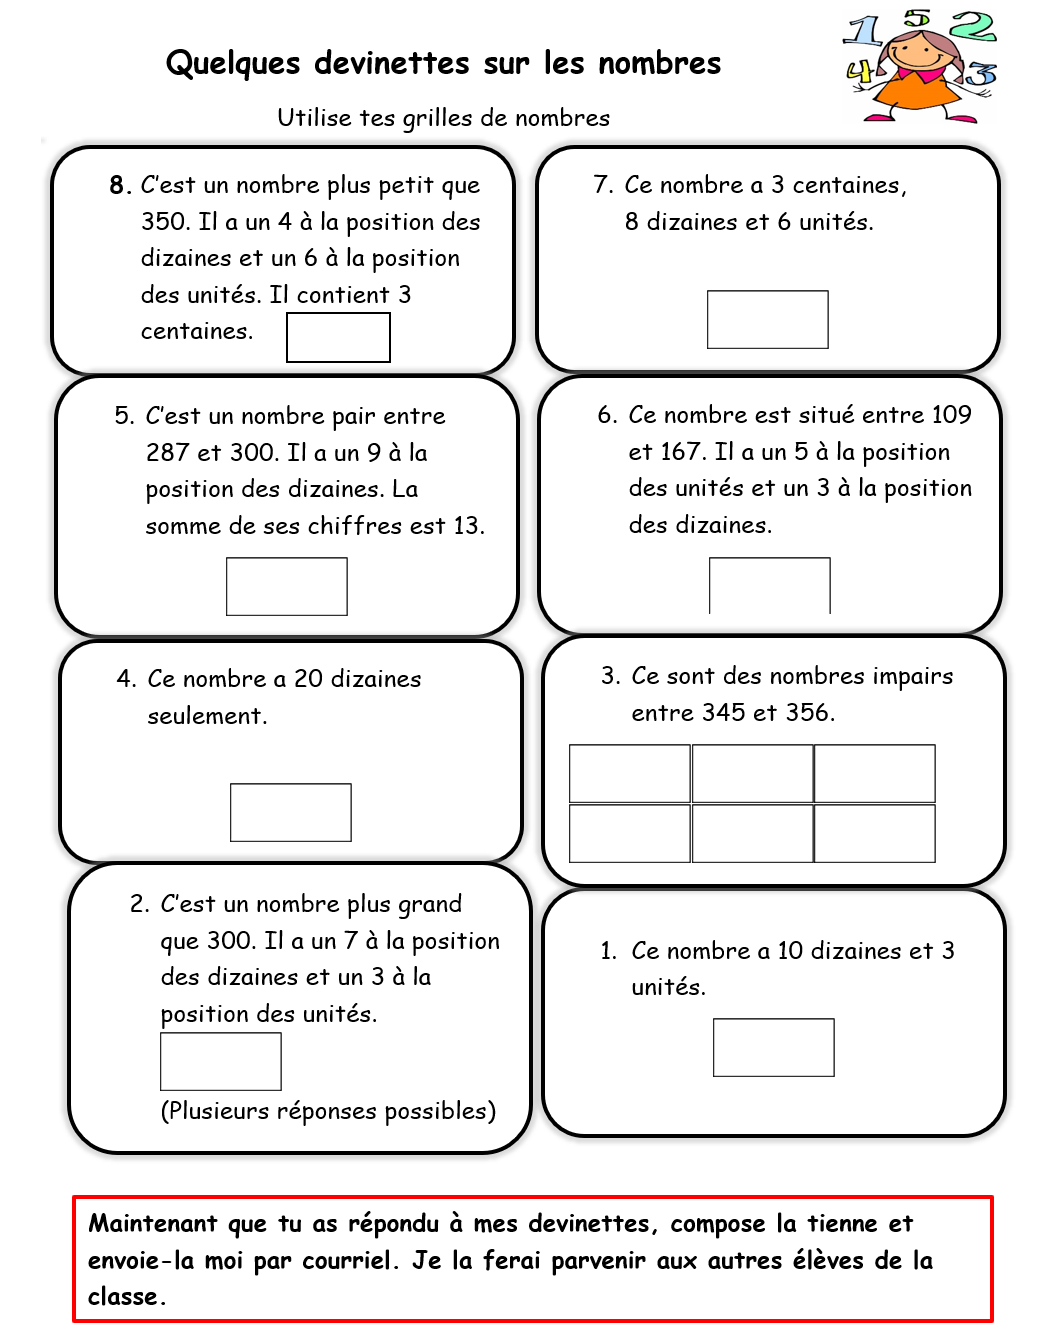 1 5 2
4 3
Quelques devinettes sur les nombres
Utilise tes grilles de nombres
8. C'est un nombre plus petit que
350. Il a un 4 à la position des
dizaines et un 6 à la position
des unités. Il contient 3
centaines.
7. Ce nombre a 3 centaines,
8 dizaines et 6 unités.
5. C'est un nombre pair entre
287 et 300. Il a un 9 à la
position des dizaines. La
somme de ses chiffres est 13.
6. Ce nombre est situé entre 109
et 167. Il a un 5 à la position
des unités et un 3 à la position
des dizaines.
4. Ce nombre a 20 dizaines
seulement.
3. Ce sont des nombres impairs
entre 345 et 356.
2. C'est un nombre plus grand
que 300. Il a un 7 à la position
des dizaines et un 3 à la
position des unités.
(Plusieurs réponses possibles)
1. Ce nombre a 10 dizaines et 3
unités.
Maintenant que tu as répondu à mes devinettes, compose la tienne et
envoie-la moi par courriel. Je la ferai parvenir aux autres élèves de la
classe.